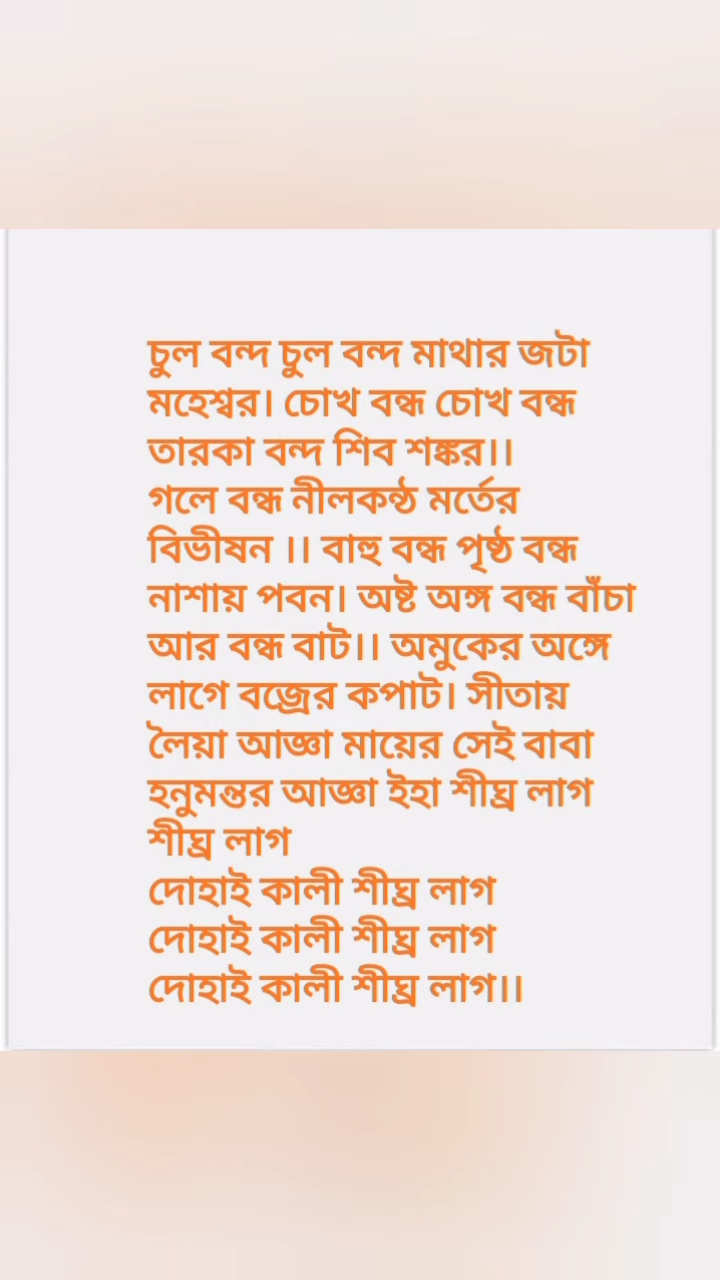 চুল বন্দ চুল বন্দ মাথার জটা
মহেশ্বর। চোখ বন্ধ চোখ বন্ধ
তারকা বন্দ শিব শঙ্কর।।
গলে বন্ধ নীলকন্ঠ মর্তের
বিভীষন ।। বাহু বন্ধ পৃষ্ঠ বন্ধ
নাশায় পবন। অষ্ট অঙ্গ বন্ধ বাঁচা
আর বন্ধ বাট।। অমুকের অঙ্গে
লাগে বজ্রের কপাট। সীতায়
লৈয়া আজ্ঞা মায়ের সেই বাবা
হনুমন্তর আজ্ঞা ইহা শীঘ্র লাগ
শীঘ্র লাগ
দোহাই কালী শীঘ্র লাগ
দোহাই কালী শীঘ্র লাগ
দোহাই কালী শীঘ্র লাগ।।